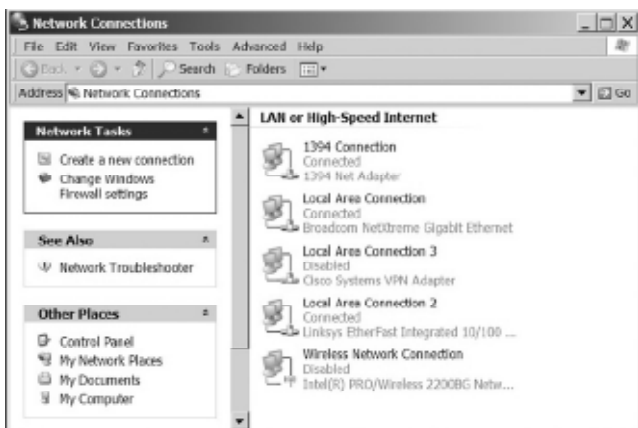 Network Connections
File Edit View Favorites Tools Advanced Help
Back Search Folders
Address Network Connections Go
Network Tasks
Create a new connection
Change Windows
Firewall settings
See Also
Network Troubleshooter
Other Places
Control Panel
My Network Places
My Documents
My Computer
LAN or High-Speed Internet
1394 Connection
Connected
1394 Net Adapter
Local Area Connection
Connected
Broadcom NetXtreme Gigabit Ethernet
Local Area Connection 3
Disabled
Cisco Systems VPN Adapter
Local Area Connection 2
Connected
Linksys EtherFast Integrated 10/100 ...
Wireless Network Connection
Disabled
Intel(R) PRO/Wireless 2200BG Netw...